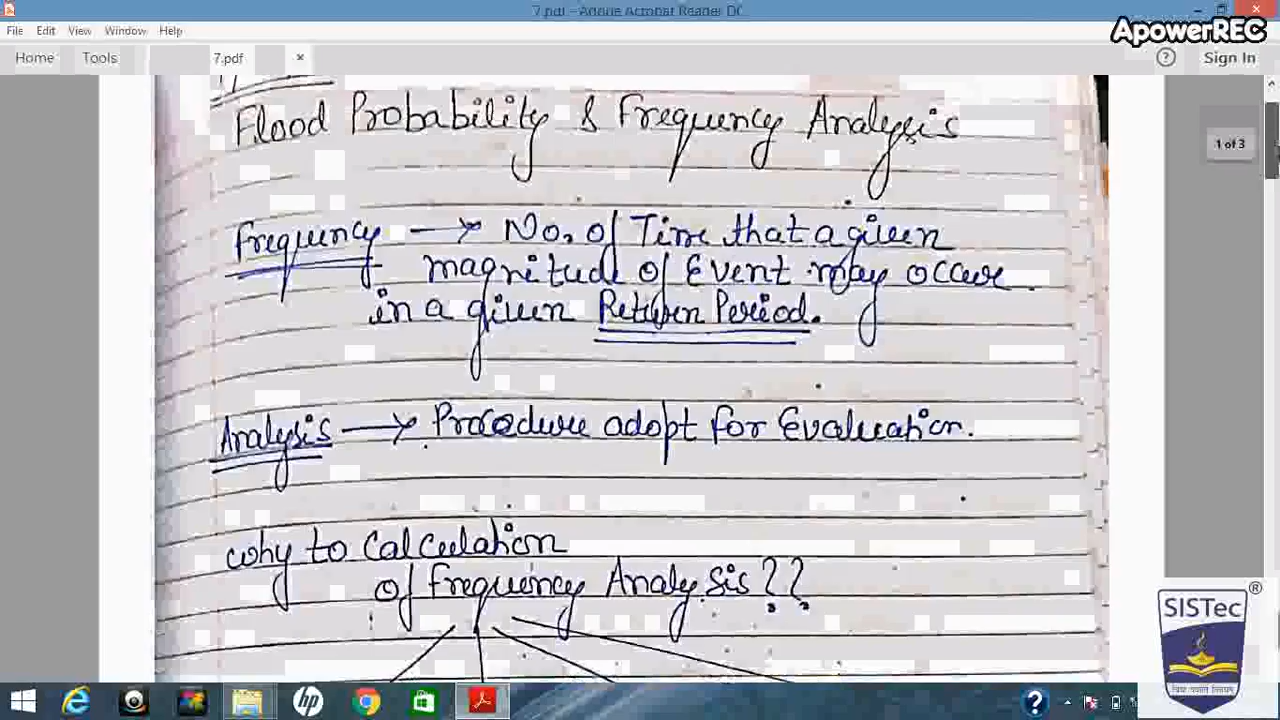 7.pdf - Adobe Acrobat Reader DC
ApowerREC
File Edit View Window Help
Home Tools 7.pdf × ? Sign In
Flood Probability & Frequency Analysis
1 of 3
Frequency → No. of Time that a given
magnitude of Event may occur
in a given Return Period.
Analysis → Procedure adopt for Evaluation.
why to Calculation
of frequency Analysis??
SISTec
®